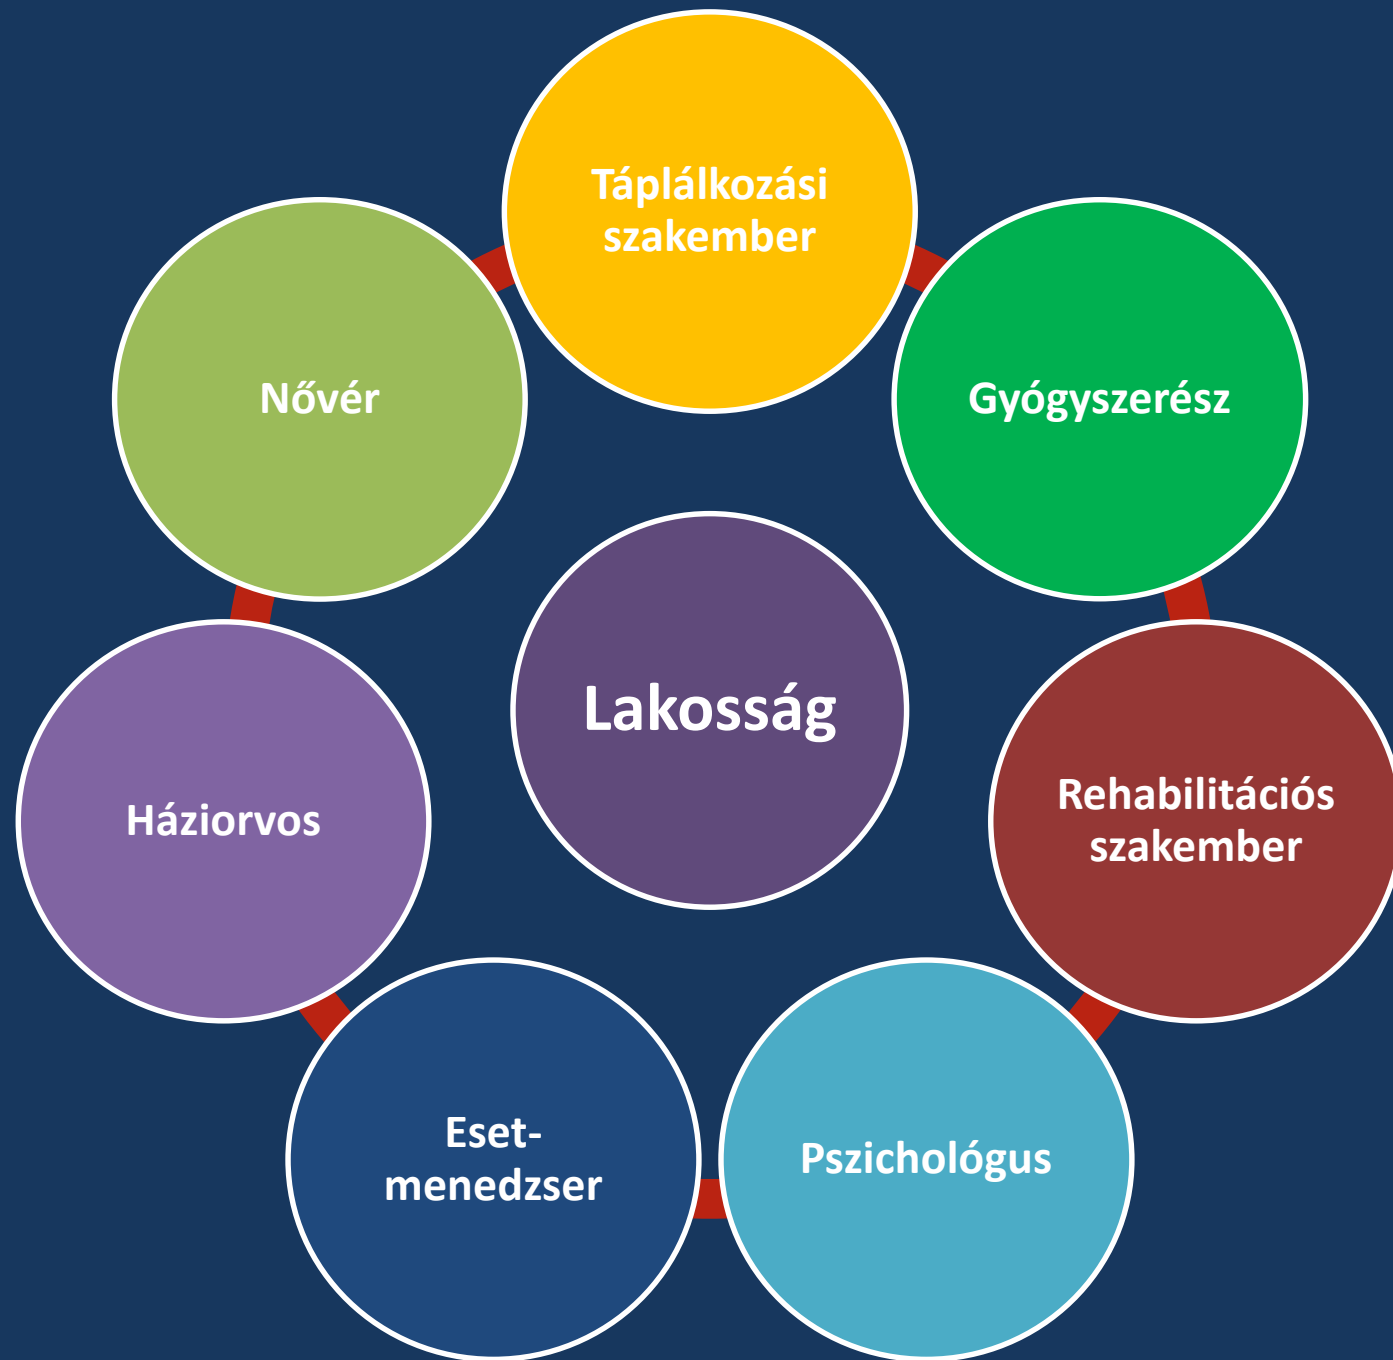 Táplálkozási
szakember
Nővér
Gyógyszerész
Lakosság
Háziorvos
Rehabilitációs
szakember
Eset-
menedzser
Pszichológus